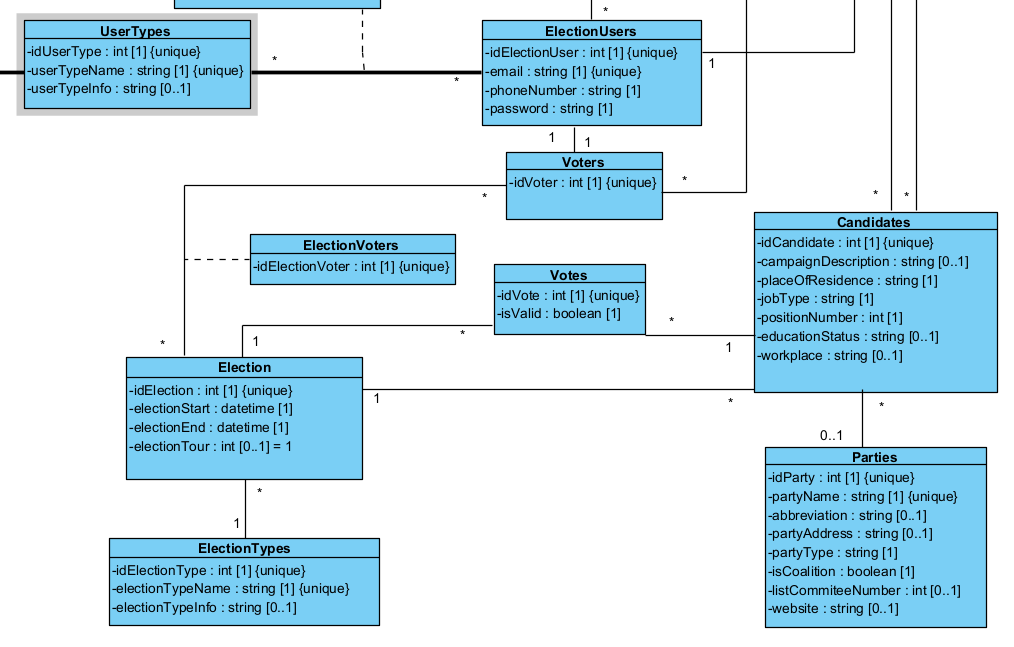 *
UserTypes
-idUserType : int [1] {unique}
-userTypeName : string [1] {unique}
-userTypeInfo : string [0..1]
*
*
ElectionUsers
-idElectionUser : int [1] {unique}
-email : string [1] {unique}
-phoneNumber : string [1]
-password : string [1]
1
1
1
Voters
-idVoter : int [1] {unique}
*
*
*
*
ElectionVoters
-idElectionVoter : int [1] {unique}
Votes
-idVote : int [1] {unique}
-isValid : boolean [1]
*
1
*
1
Candidates
-idCandidate : int [1] {unique}
-campaignDescription : string [0..1]
-placeOfResidence : string [1]
-jobType : string [1]
-positionNumber : int [1]
-educationStatus : string [0..1]
-workplace : string [0..1]
*
Election
-idElection : int [1] {unique}
-electionStart : datetime [1]
-electionEnd : datetime [1]
-electionTour : int [0..1] = 1
1
*
*
0..1
*
1
Parties
-idParty : int [1] {unique}
-partyName : string [1] {unique}
-abbreviation : string [0..1]
-partyAddress : string [0..1]
-partyType : string [1]
-isCoalition : boolean [1]
-listCommiteeNumber : int [0..1]
-website : string [0..1]
ElectionTypes
-idElectionType : int [1] {unique}
-electionTypeName : string [1] {unique}
-electionTypeInfo : string [0..1]